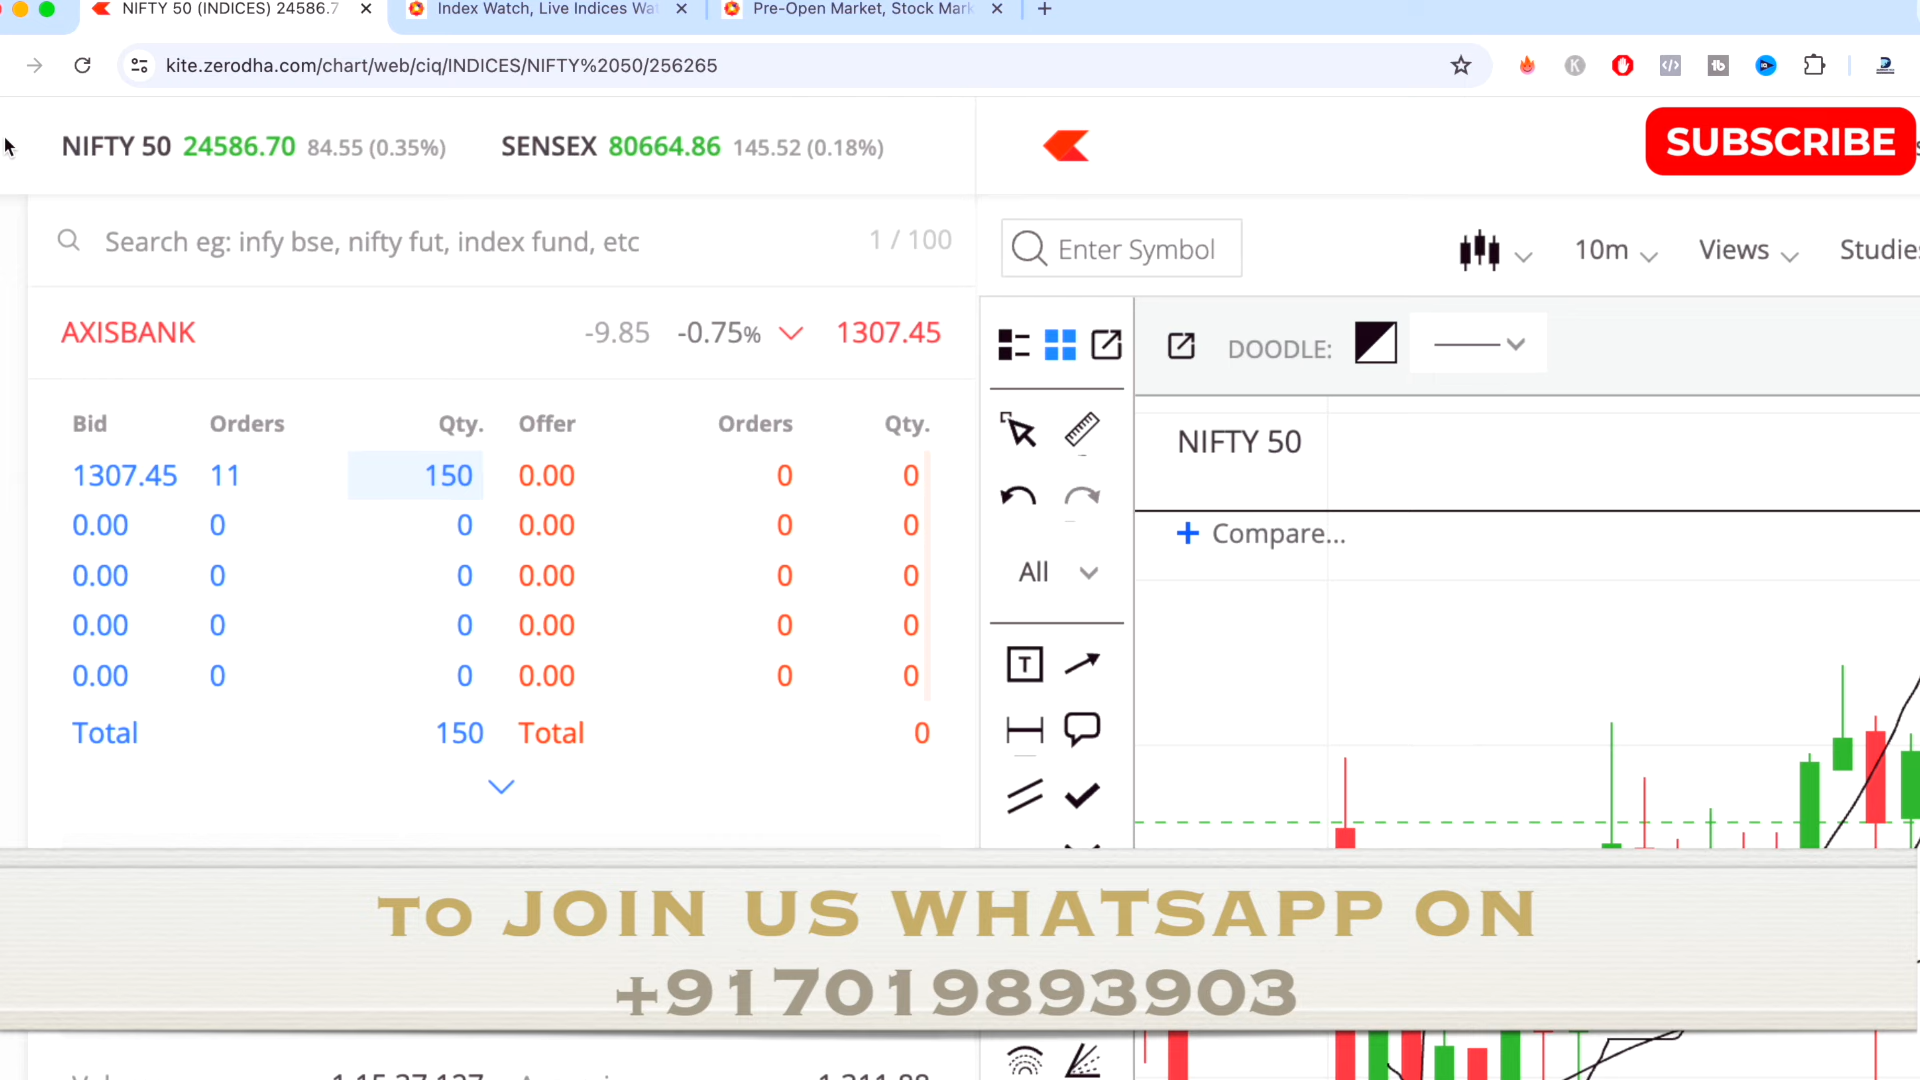 NIFTY 50 (INDICES) 24586.7
Index Watch, Live Indices Wa
Pre-Open Market, Stock Mark
kite.zerodha.com/chart/web/ciq/INDICES/NIFTY%2050/256265
NIFTY 50 24586.70 84.55 (0.35%) SENSEX 80664.86 145.52 (0.18%)
SUBSCRIBE
Search eg: infy bse, nifty fut, index fund, etc 1 / 100
Enter Symbol 10m Views Studies
AXISBANK -9.85 -0.75% 1307.45
DOODLE:
Bid Orders Qty. Offer Orders Qty.
1307.45 11 150 0.00 0 0
0.00 0 0 0.00 0 0
0.00 0 0 0.00 0 0
0.00 0 0 0.00 0 0
0.00 0 0 0.00 0 0
Total 150 Total 0
NIFTY 50
+ Compare...
All
T
To JOIN US WHATSAPP ON
+917019893903